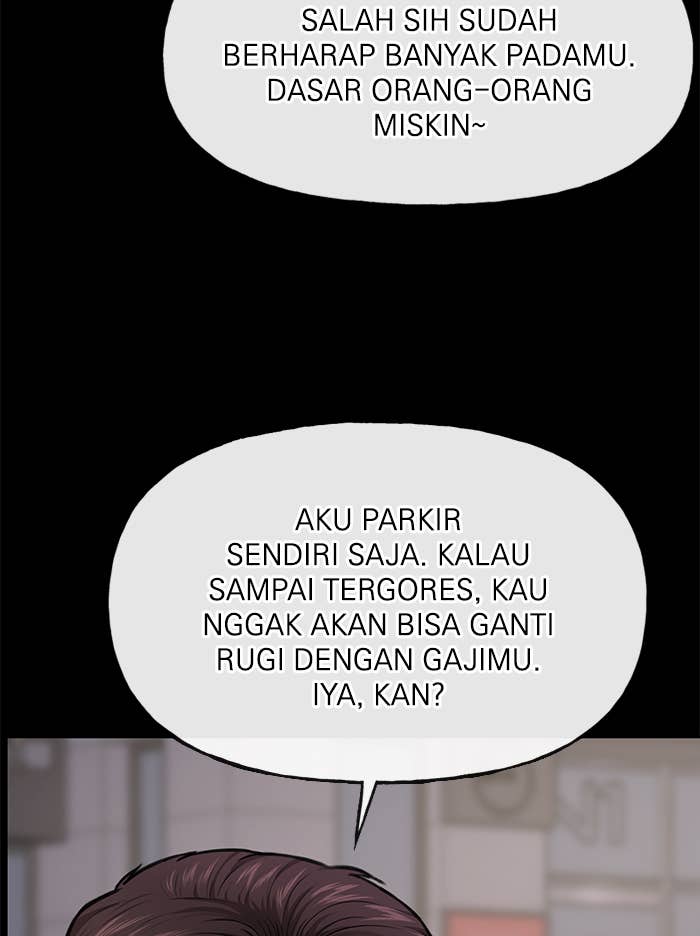 SALAH SIH SUDAH
BERHARAP BANYAK PADAMU.
DASAR ORANG-ORANG
MISKIN~
AKU PARKIR
SENDIRI SAJA. KALAU
SAMPAI TERGORES, KAU
NGGAK AKAN BISA GANTI
RUGI DENGAN GAJIMU.
IYA, KAN?